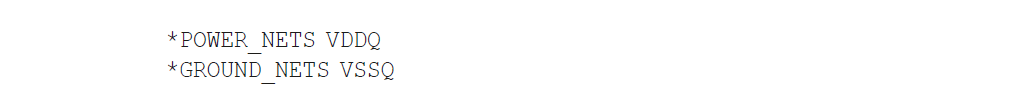 *POWER_NETS VDDQ
*GROUND_NETS VSSQ